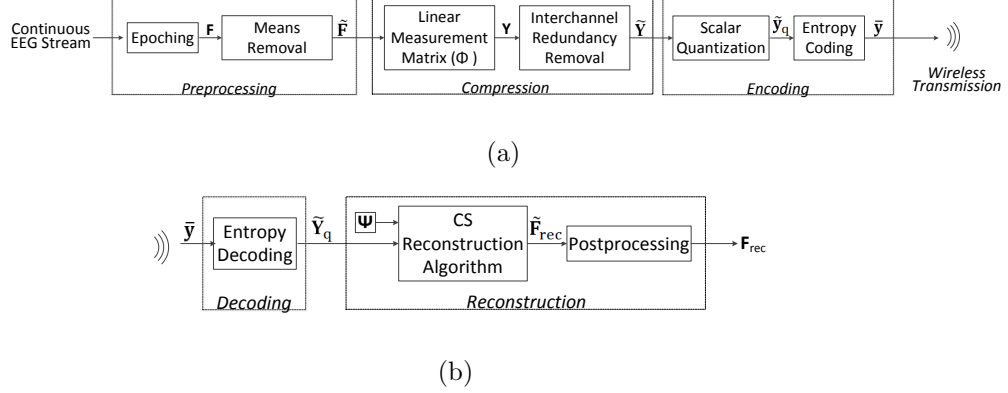 Continuous
EEG Stream
Epoching
F
Means
Removal
F̃
Preprocessing
Linear
Measurement
Matrix (Φ )
Y
Interchannel
Redundancy
Removal
Ỹ
Compression
Scalar
Quantization
ỹq
Entropy
Coding
ȳ
Encoding
Wireless
Transmission
(a)
ȳ
Entropy
Decoding
Decoding
Ỹq
Ψ
CS
Reconstruction
Algorithm
F̃rec
Postprocessing
Reconstruction
Frec
(b)